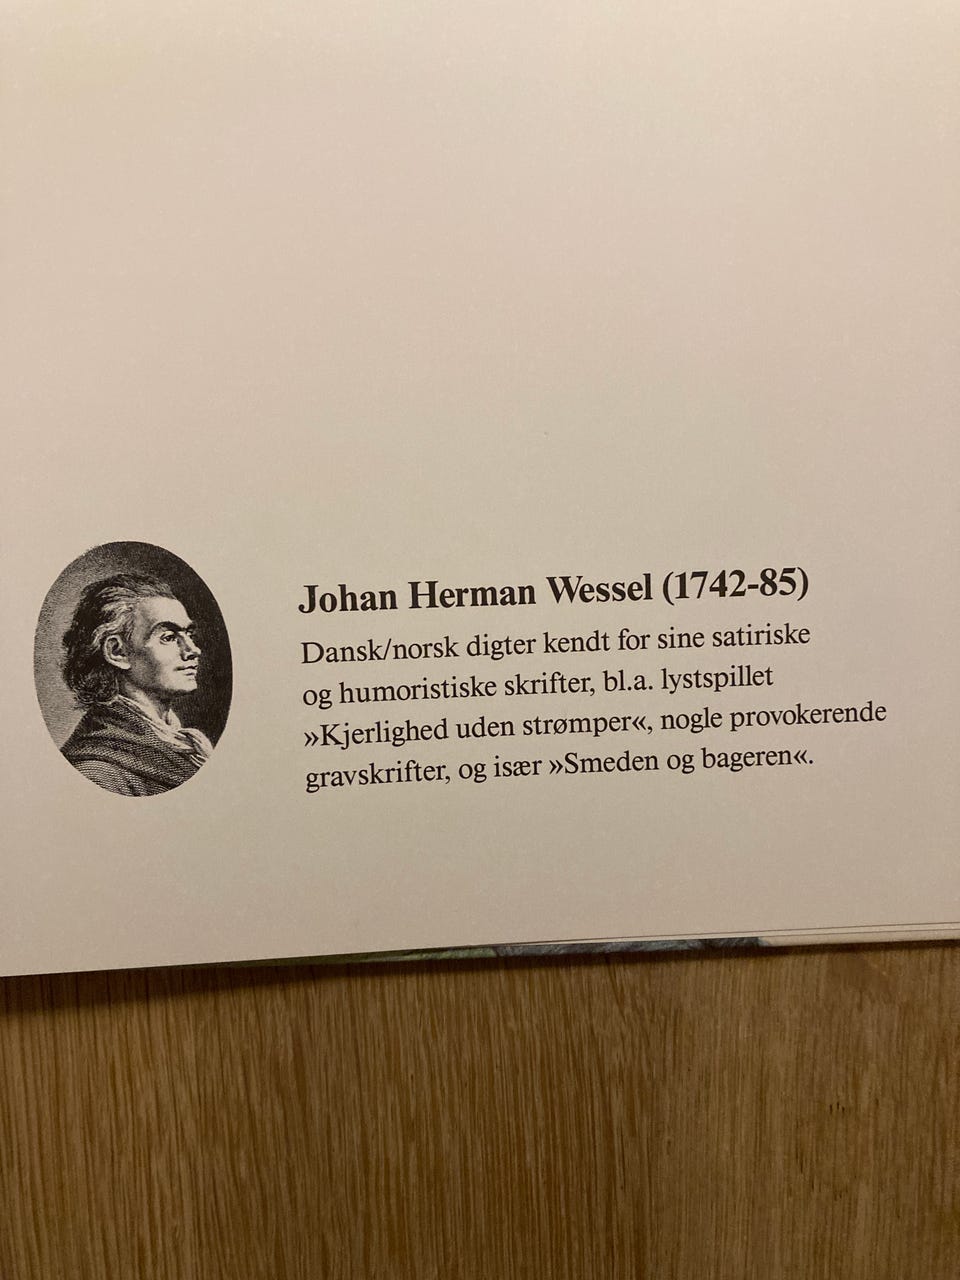 Johan Herman Wessel (1742-85)
Dansk/norsk digter kendt for sine satiriske
og humoristiske skrifter, bl.a. lystspillet
»Kjerlighed uden strømper«, nogle provokerende
gravskrifter, og især »Smeden og bageren«.